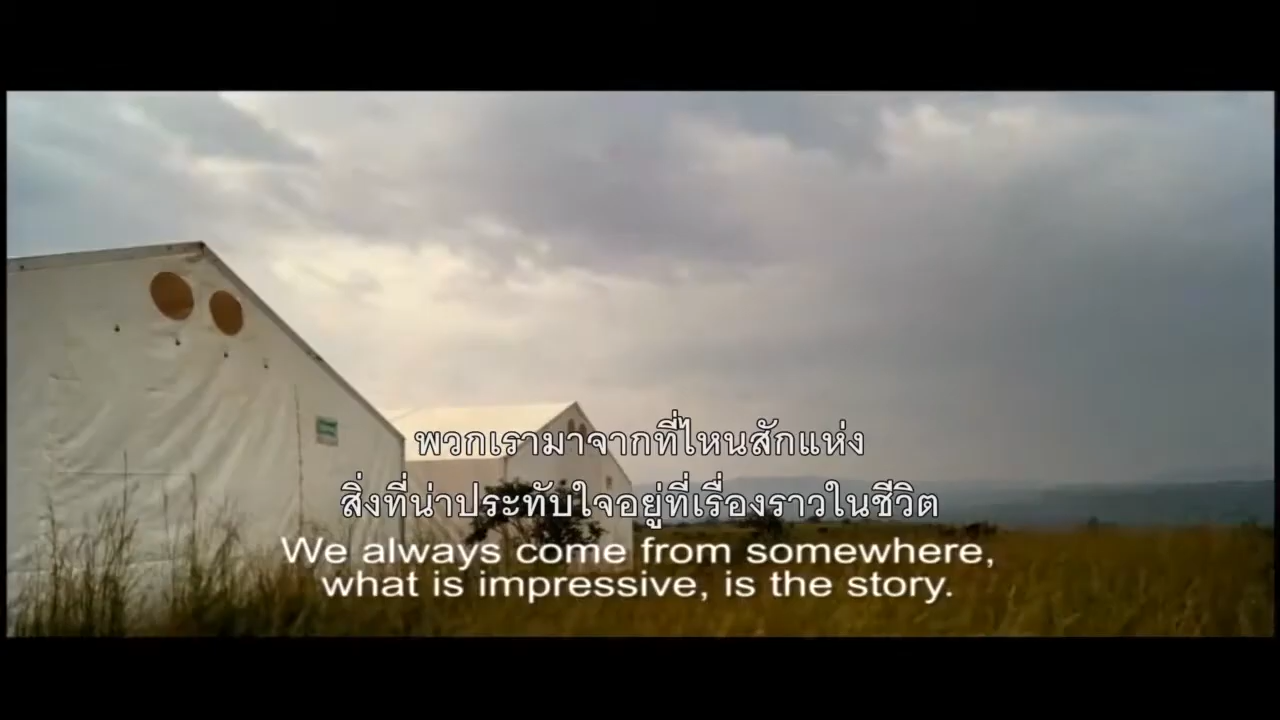 พวกเรามาจากที่ไหนสักแห่ง
สิ่งที่น่าประทับใจอยู่ที่เรื่องราวในชีวิต
We always come from somewhere,
what is impressive, is the story.